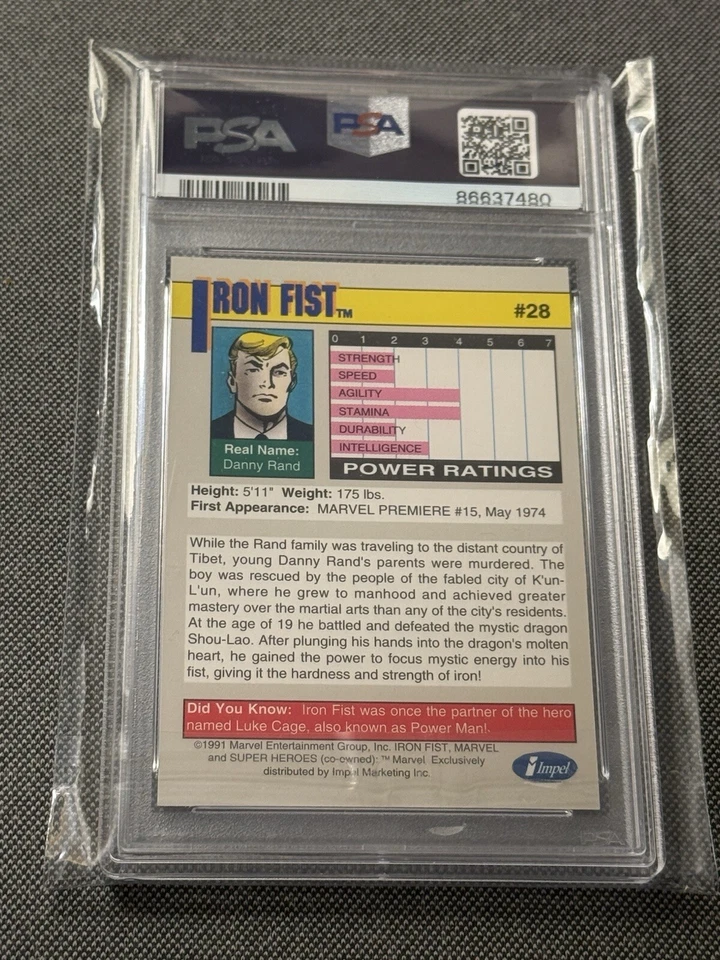 PSA
PSA
86637480
IRON FIST™
#28
0 1 2 3 4 5 6 7
STRENGTH
SPEED
AGILITY
STAMINA
DURABILITY
INTELLIGENCE
POWER RATINGS
Real Name:
Danny Rand
Height: 5'11" Weight: 175 lbs.
First Appearance: MARVEL PREMIERE #15, May 1974
While the Rand family was traveling to the distant country of
Tibet, young Danny Rand's parents were murdered. The
boy was rescued by the people of the fabled city of K'un-
L'un, where he grew to manhood and achieved greater
mastery over the martial arts than any of the city's residents.
At the age of 19 he battled and defeated the mystic dragon
Shou-Lao. After plunging his hands into the dragon's molten
heart, he gained the power to focus mystic energy into his
fist, giving it the hardness and strength of iron!
Did You Know: Iron Fist was once the partner of the hero
named Luke Cage, also known as Power Man!
©1991 Marvel Entertainment Group, Inc. IRON FIST, MARVEL
and SUPER HEROES (co-owned): ™ Marvel Exclusively
distributed by Impel Marketing Inc.
Impel